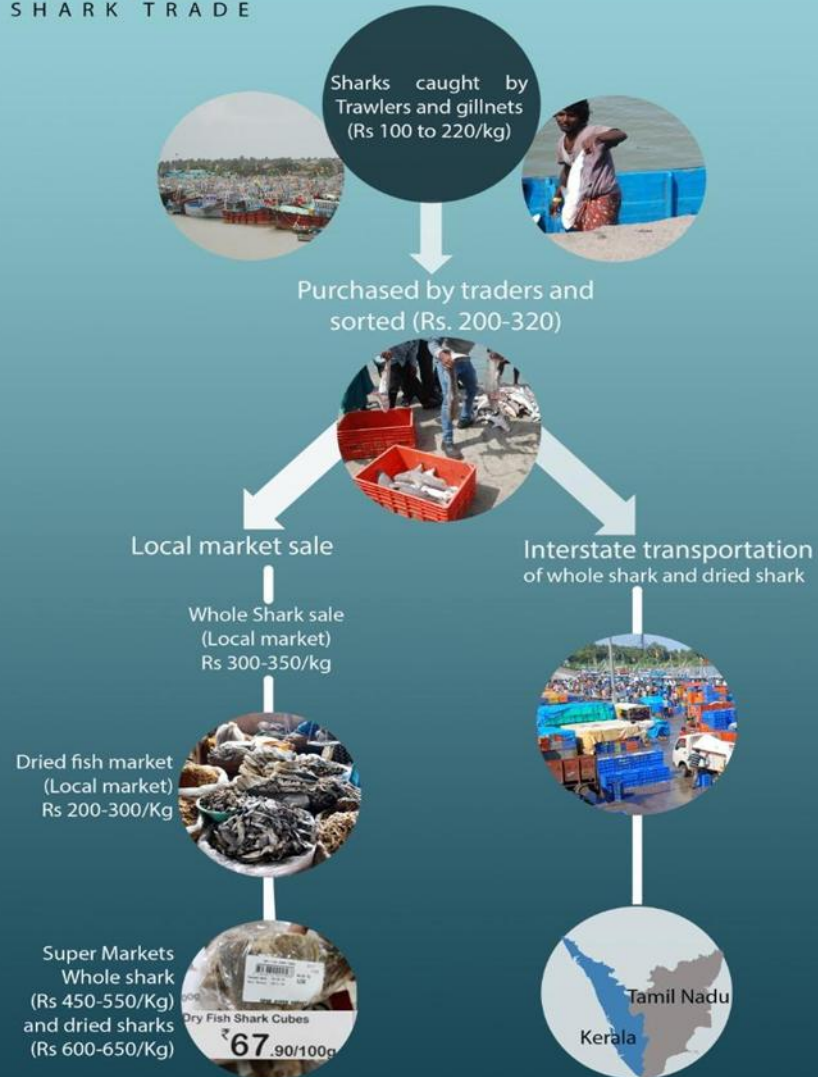 SHARK TRADE
Sharks caught by
Trawlers and gillnets
(Rs 100 to 220/kg)
Purchased by traders and
sorted (Rs. 200-320)
Local market sale
Interstate transportation
of whole shark and dried shark
Whole Shark sale
(Local market)
Rs 300-350/kg
Dried fish market
(Local market)
Rs 200-300/Kg
Super Markets
Whole shark
(Rs 450-550/Kg)
and dried sharks
(Rs 600-650/Kg)
Dry Fish Shark Cubes
₹67.90/100g
Tamil Nadu
Kerala